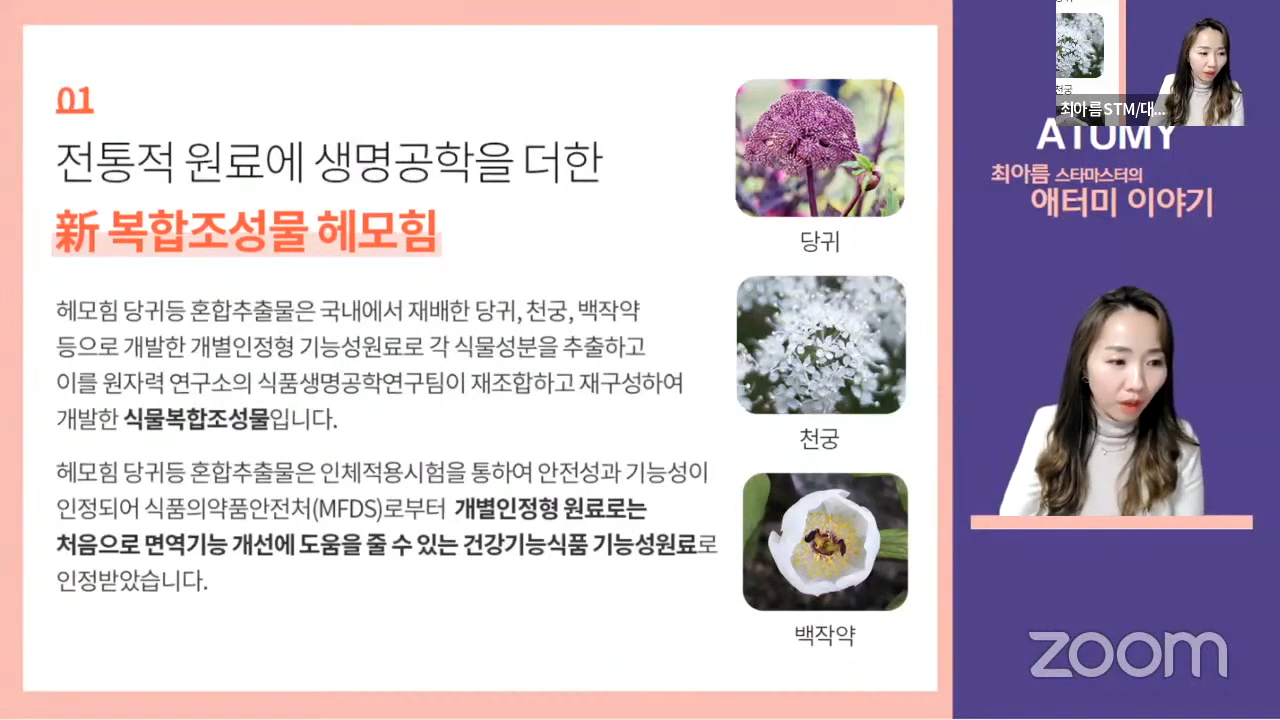 01
전통적 원료에 생명공학을 더한
新 복합조성물 헤모힘
헤모힘 당귀등 혼합추출물은 국내에서 재배한 당귀, 천궁, 백작약
등으로 개발한 개별인정형 기능성원료로 각 식물성분을 추출하고
이를 원자력 연구소의 식품생명공학연구팀이 재조합하고 재구성하여
개발한 식물복합조성물입니다.
헤모힘 당귀등 혼합추출물은 인체적용시험을 통하여 안전성과 기능성이
인정되어 식품의약품안전처(MFDS)로부터 개별인정형 원료로는
처음으로 면역기능 개선에 도움을 줄 수 있는 건강기능식품 기능성원료로
인정받았습니다.
당귀
천궁
백작약
천궁
최아름STM/대...
ATOMY
최아름 스타마스터의
애터미 이야기
zoom